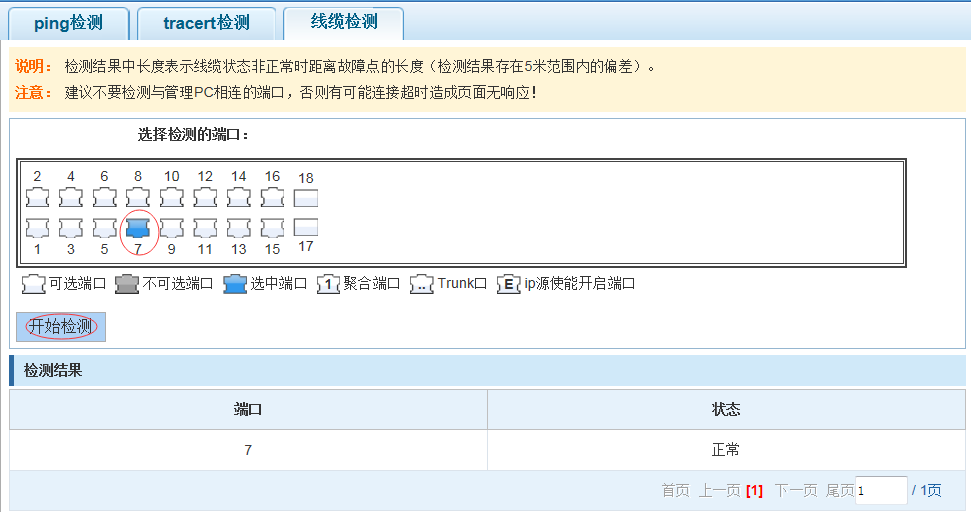 ping检测 tracert检测 线缆检测
说明： 检测结果中长度表示线缆状态非正常时距离故障点的长度（检测结果存在5米范围内的偏差）。
注意： 建议不要检测与管理PC相连的端口，否则有可能连接超时造成页面无响应！
选择检测的端口：
2 4 6 8 10 12 14 16 18
1 3 5 7 9 11 13 15 17
可选端口 不可选端口 选中端口 1 聚合端口 .. Trunk口 E ip源使能开启端口
开始检测
检测结果
端口 状态
7 正常
首页 上一页 [1] 下一页 尾页 1 / 1页